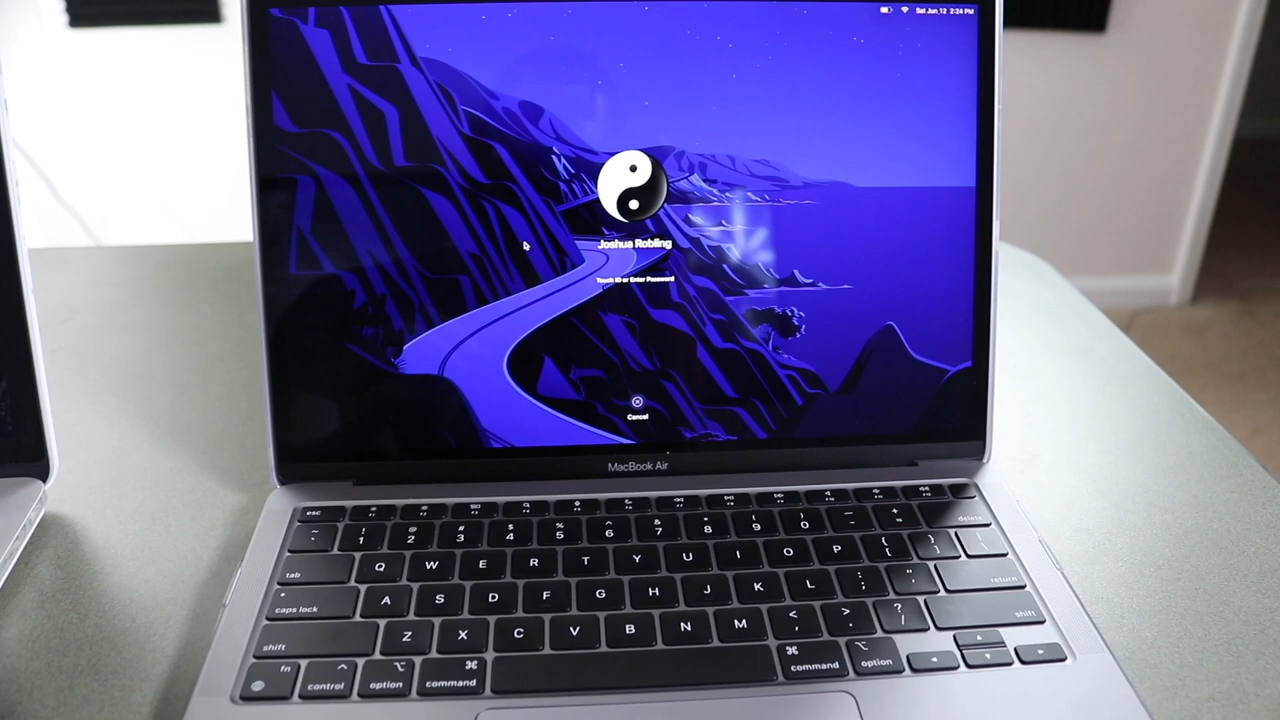 Sat Jun 12 2:24 PM
Joshua Robling
Touch ID or Enter Password
Cancel
MacBook Air
esc
~
! 1
@ 2
# 3
$ 4
% 5
^ 6
& 7
* 8
( 9
) 0
– -
+ =
delete
tab
Q W E R T Y U I O P { [ } ] | \
caps lock
A S D F G H J K L : ; " '
return
shift
Z X C V B N M < , > . ? /
shift
fn
^ control
⌥ option
⌘ command
⌘ command
⌥ option